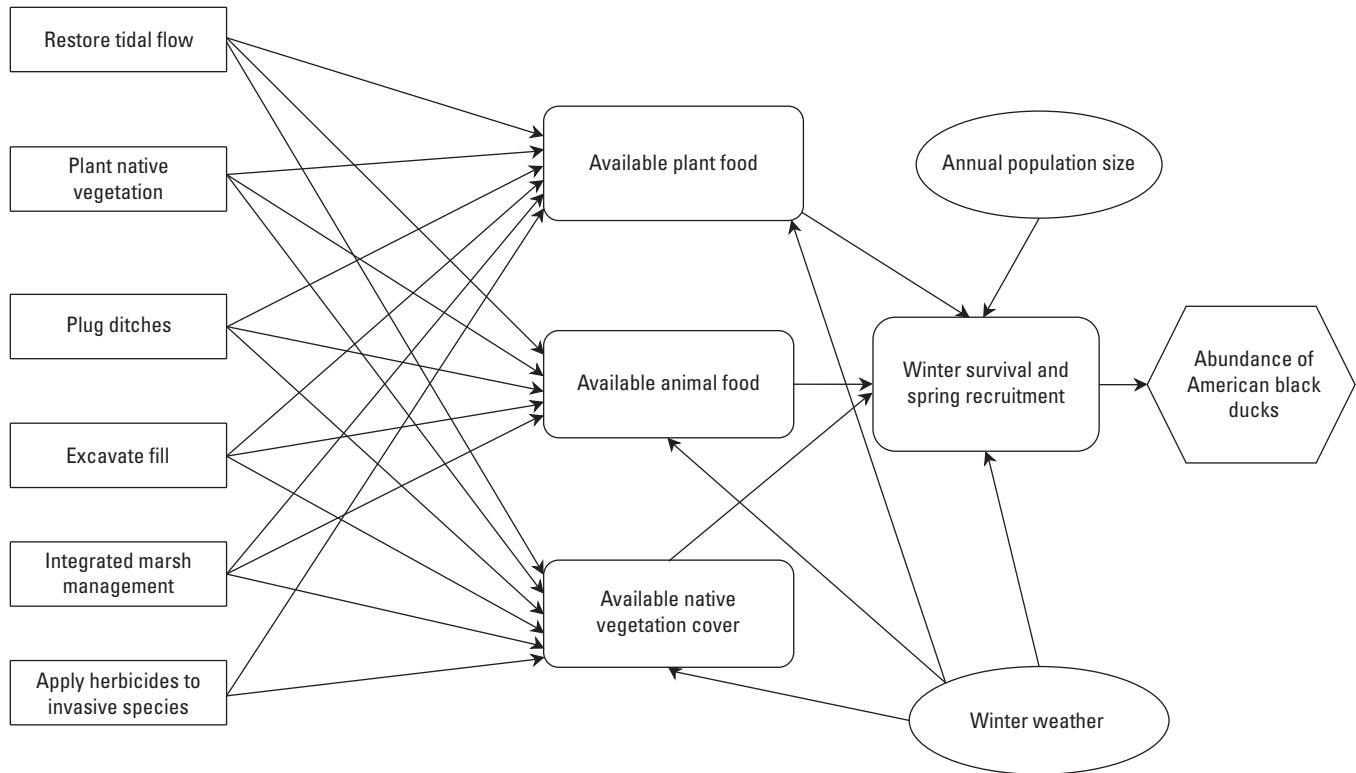 Restore tidal flow
Plant native
vegetation
Plug ditches
Excavate fill
Integrated marsh
management
Apply herbicides to
invasive species
Available plant food
Available animal food
Available native
vegetation cover
Annual population size
Winter survival and
spring recruitment
Winter weather
Abundance of
American black
ducks